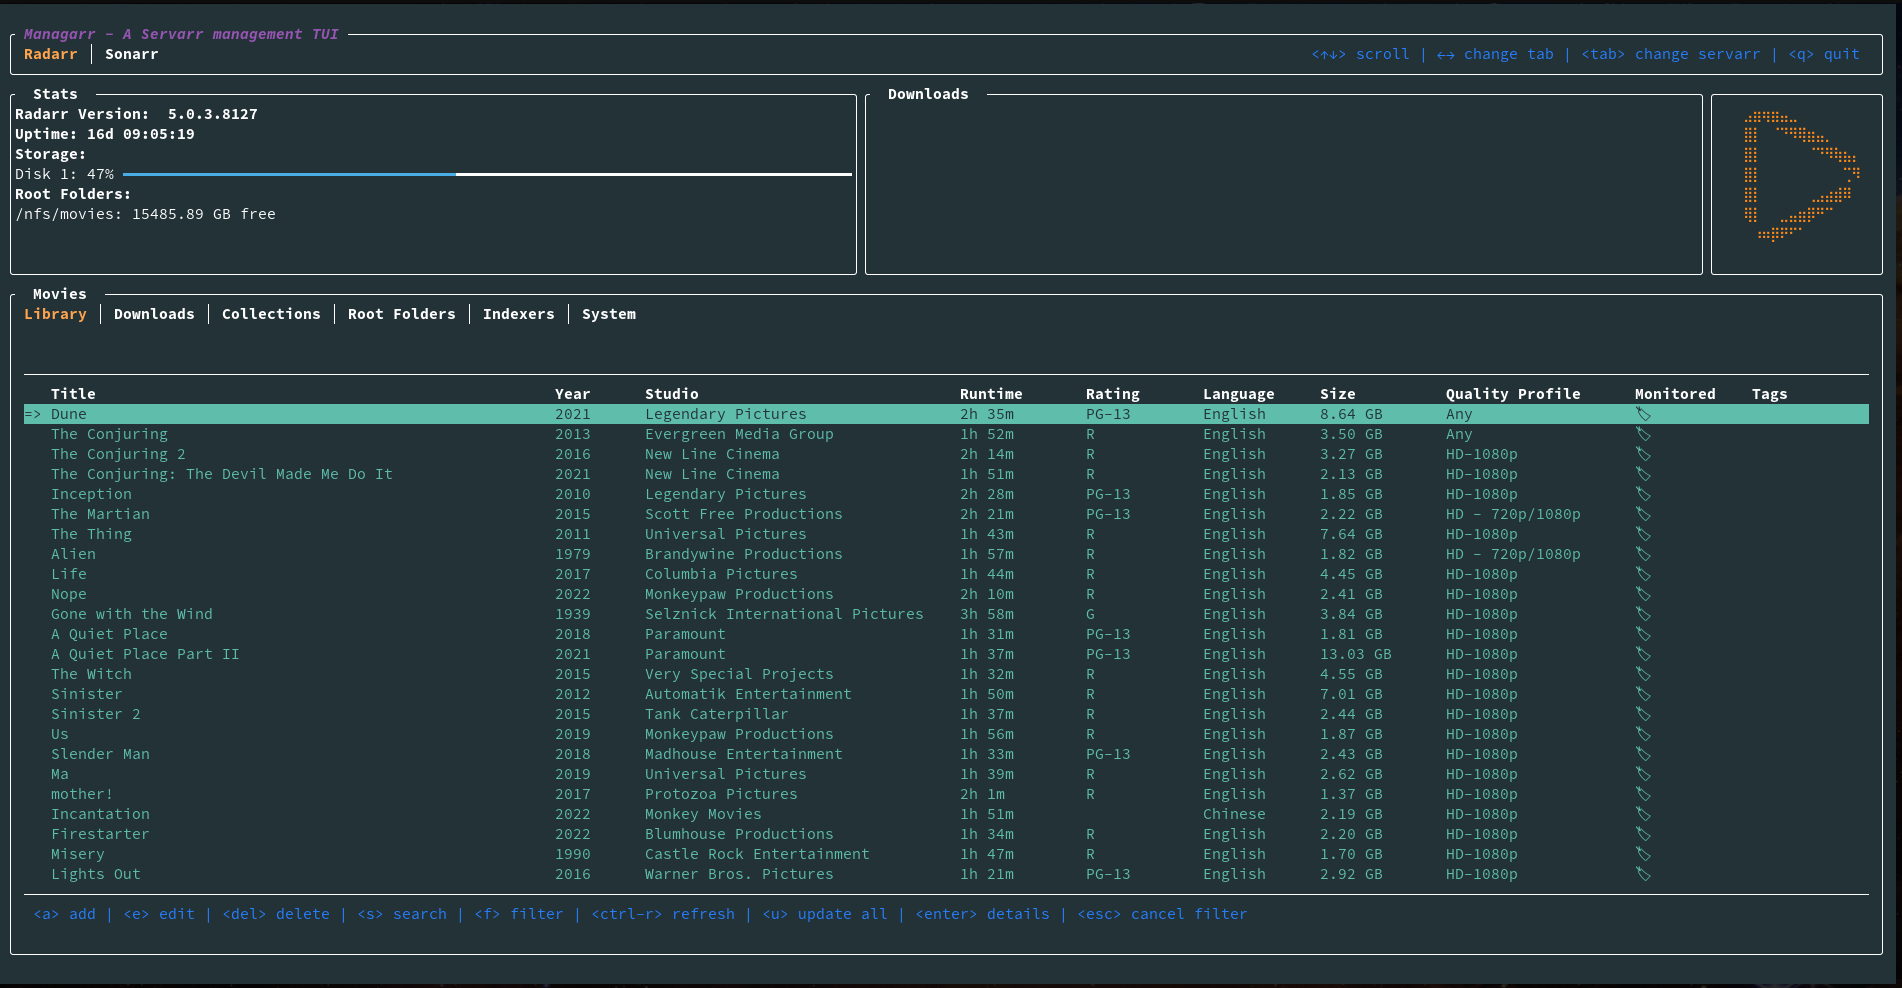 Managarr - A Servarr management TUI
Radarr | Sonarr <↑↓> scroll | ↔ change tab | <tab> change servarr | <q> quit
Stats
Radarr Version:  5.0.3.8127
Uptime: 16d 09:05:19
Storage:
Disk 1: 47%
Root Folders:
/nfs/movies: 15485.89 GB free
Downloads
Movies
Library | Downloads | Collections | Root Folders | Indexers | System
Title Year Studio Runtime Rating Language Size Quality Profile Monitored Tags
=> Dune 2021 Legendary Pictures 2h 35m PG-13 English 8.64 GB Any
The Conjuring 2013 Evergreen Media Group 1h 52m R English 3.50 GB Any
The Conjuring 2 2016 New Line Cinema 2h 14m R English 3.27 GB HD-1080p
The Conjuring: The Devil Made Me Do It 2021 New Line Cinema 1h 51m R English 2.13 GB HD-1080p
Inception 2010 Legendary Pictures 2h 28m PG-13 English 1.85 GB HD-1080p
The Martian 2015 Scott Free Productions 2h 21m PG-13 English 2.22 GB HD - 720p/1080p
The Thing 2011 Universal Pictures 1h 43m R English 7.64 GB HD-1080p
Alien 1979 Brandywine Productions 1h 57m R English 1.82 GB HD - 720p/1080p
Life 2017 Columbia Pictures 1h 44m R English 4.45 GB HD-1080p
Nope 2022 Monkeypaw Productions 2h 10m R English 2.41 GB HD-1080p
Gone with the Wind 1939 Selznick International Pictures 3h 58m G English 3.84 GB HD-1080p
A Quiet Place 2018 Paramount 1h 31m PG-13 English 1.81 GB HD-1080p
A Quiet Place Part II 2021 Paramount 1h 37m PG-13 English 13.03 GB HD-1080p
The Witch 2015 Very Special Projects 1h 32m R English 4.55 GB HD-1080p
Sinister 2012 Automatik Entertainment 1h 50m R English 7.01 GB HD-1080p
Sinister 2 2015 Tank Caterpillar 1h 37m R English 2.44 GB HD-1080p
Us 2019 Monkeypaw Productions 1h 56m R English 1.87 GB HD-1080p
Slender Man 2018 Madhouse Entertainment 1h 33m PG-13 English 2.43 GB HD-1080p
Ma 2019 Universal Pictures 1h 39m R English 2.62 GB HD-1080p
mother! 2017 Protozoa Pictures 2h 1m R English 1.37 GB HD-1080p
Incantation 2022 Monkey Movies 1h 51m Chinese 2.19 GB HD-1080p
Firestarter 2022 Blumhouse Productions 1h 34m R English 2.20 GB HD-1080p
Misery 1990 Castle Rock Entertainment 1h 47m R English 1.70 GB HD-1080p
Lights Out 2016 Warner Bros. Pictures 1h 21m PG-13 English 2.92 GB HD-1080p
<a> add | <e> edit | <del> delete | <s> search | <f> filter | <ctrl-r> refresh | <u> update all | <enter> details | <esc> cancel filter